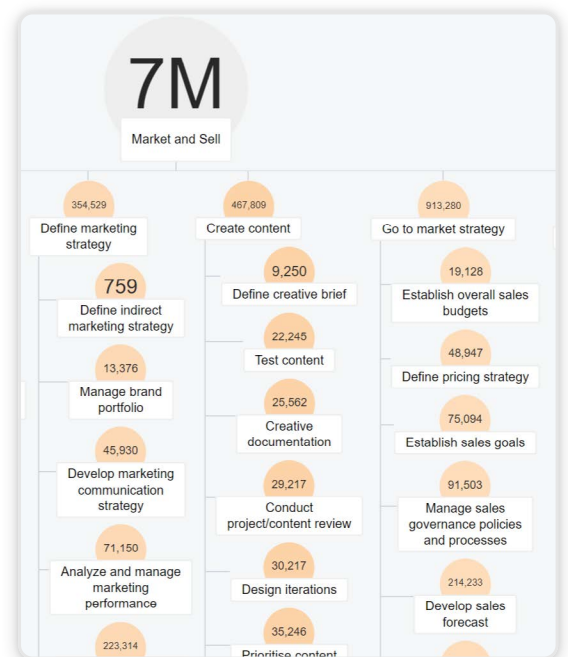 7M
Market and Sell
354,529
Define marketing
strategy
759
Define indirect
marketing strategy
13,376
Manage brand
portfolio
45,930
Develop marketing
communication
strategy
71,150
Analyze and manage
marketing
performance
223,314
467,809
Create content
9,250
Define creative brief
22,245
Test content
25,562
Creative
documentation
29,217
Conduct
project/content review
30,217
Design iterations
35,246
Prioritise content
913,280
Go to market strategy
19,128
Establish overall sales
budgets
48,947
Define pricing strategy
75,094
Establish sales goals
91,503
Manage sales
governance policies
and processes
214,233
Develop sales
forecast